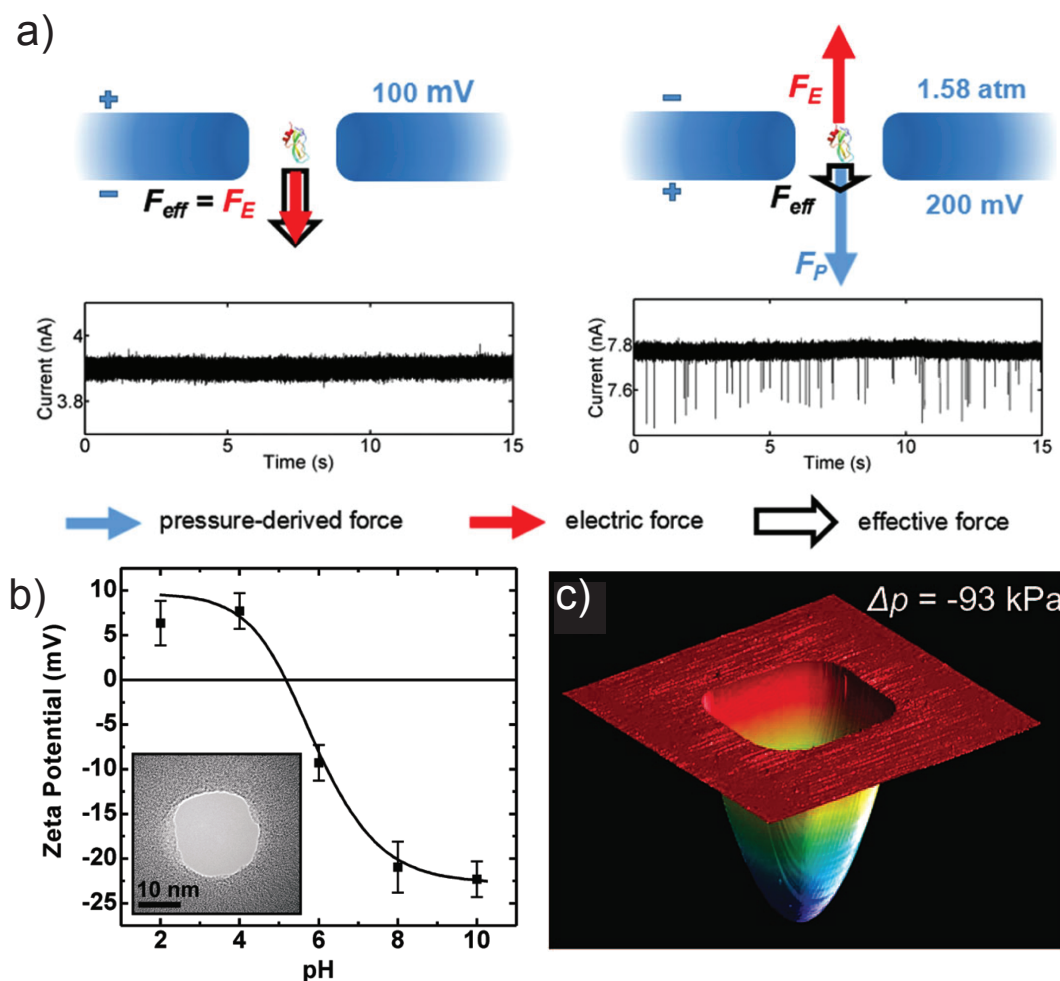 a)
+
100 mV
−
F_eff = F_E
−
F_E
1.58 atm
+
F_eff
200 mV
F_P
Current (nA)
4
3.8
0
5
10
15
Time (s)
Current (nA)
7.8
7.6
0
5
10
15
Time (s)
pressure-derived force
electric force
effective force
b)
Zeta Potential (mV)
10
5
0
-5
-10
-15
-20
-25
10 nm
2
4
6
8
10
pH
c)
Δp = -93 kPa